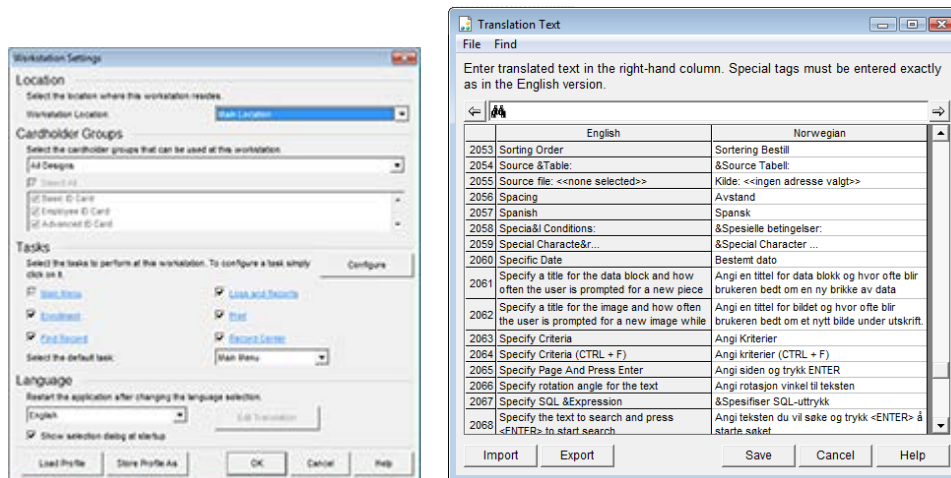 Workstation Settings
Location
Select the location where this workstation resides.
Workstation Location: Main Location
Cardholder Groups
Select the cardholder groups that can be used at this workstation.
All Designs
Select All
Basic ID Card
Employee ID Card
Advanced ID Card
Tasks
Select the tasks to perform at this workstation. To configure a task simply
click on it.
Configure
Main Menu Logs and Reports
Enrollment Print
Find Record Record Center
Select the default task: Main Menu
Language
Restart the application after changing the language selection.
English Edit Translation
Show selection dialog at startup
Load Profile Store Profile As OK Cancel Help
Translation Text
File Find
Enter translated text in the right-hand column. Special tags must be entered exactly
as in the English version.
English Norwegian
2053 Sorting Order Sortering Bestill
2054 Source &Table: &Source Tabell:
2055 Source file: <<none selected>> Kilde: <<ingen adresse valgt>>
2056 Spacing Avstand
2057 Spanish Spansk
2058 Specia&l Conditions: &Spesielle betingelser:
2059 Special Characte&r... &Special Character ...
2060 Specific Date Bestemt dato
2061 Specify a title for the data block and how Angi en tittel for data blokk og hvor ofte blir
often the user is prompted for a new piece brukeren bedt om en ny brikke av data
2062 Specify a title for the image and how often Angi en tittel for bildet og hvor ofte blir
the user is prompted for a new image while brukeren bedt om et nytt bilde under utskrift.
2063 Specify Criteria Angi Kriterier
2064 Specify Criteria (CTRL + F) Angi kriterier (CTRL + F)
2065 Specify Page And Press Enter Angi siden og trykk ENTER
2066 Specify rotation angle for the text Angi rotasjon vinkel til teksten
2067 Specify SQL &Expression &Spesifiser SQL-uttrykk
2068 Specify the text to search and press Angi teksten du vil søke og trykk <ENTER> å
<ENTER> to start search starte søket
Import Export Save Cancel Help